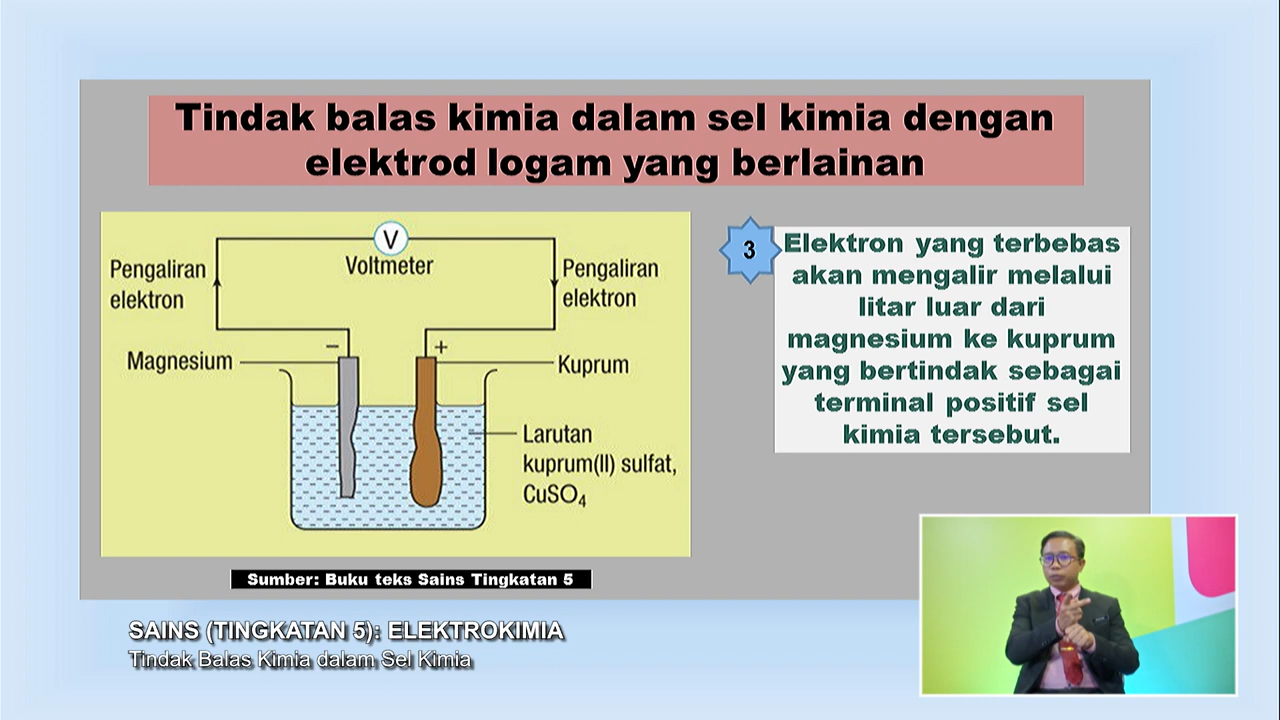 Tindak balas kimia dalam sel kimia dengan
elektrod logam yang berlainan
V
Voltmeter
Pengaliran
elektron
Pengaliran
elektron
−
+
Magnesium
Kuprum
Larutan
kuprum(II) sulfat,
CuSO₄
Sumber: Buku teks Sains Tingkatan 5
3
Elektron yang terbebas
akan mengalir melalui
litar luar dari
magnesium ke kuprum
yang bertindak sebagai
terminal positif sel
kimia tersebut.
SAINS (TINGKATAN 5): ELEKTROKIMIA
Tindak Balas Kimia dalam Sel Kimia